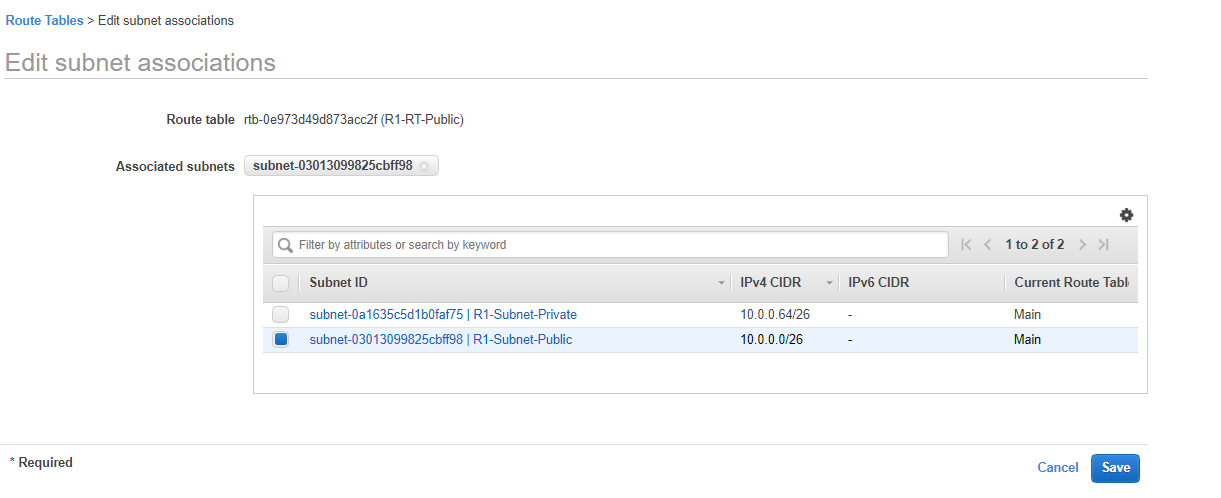 Route Tables > Edit subnet associations
Edit subnet associations
Route table rtb-0e973d49d873acc2f (R1-RT-Public)
Associated subnets subnet-03013099825cbff98
Filter by attributes or search by keyword 1 to 2 of 2
Subnet ID IPv4 CIDR IPv6 CIDR Current Route Tabl
subnet-0a1635c5d1b0faf75 | R1-Subnet-Private 10.0.0.64/26 - Main
subnet-03013099825cbff98 | R1-Subnet-Public 10.0.0.0/26 - Main
* Required Cancel Save